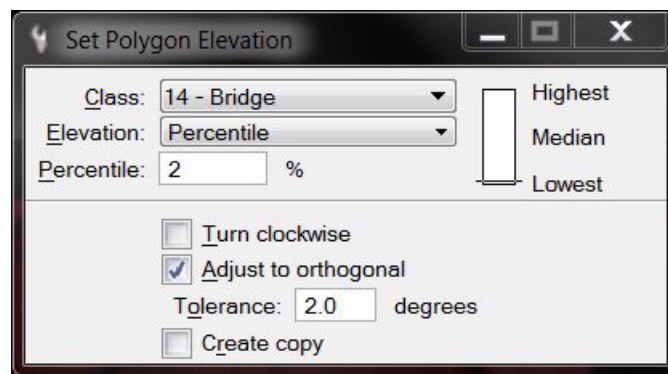 Set Polygon Elevation
Class: 14 - Bridge
Highest
Elevation: Percentile
Median
Percentile: 2 %
Lowest
Turn clockwise
Adjust to orthogonal
Tolerance: 2.0 degrees
Create copy